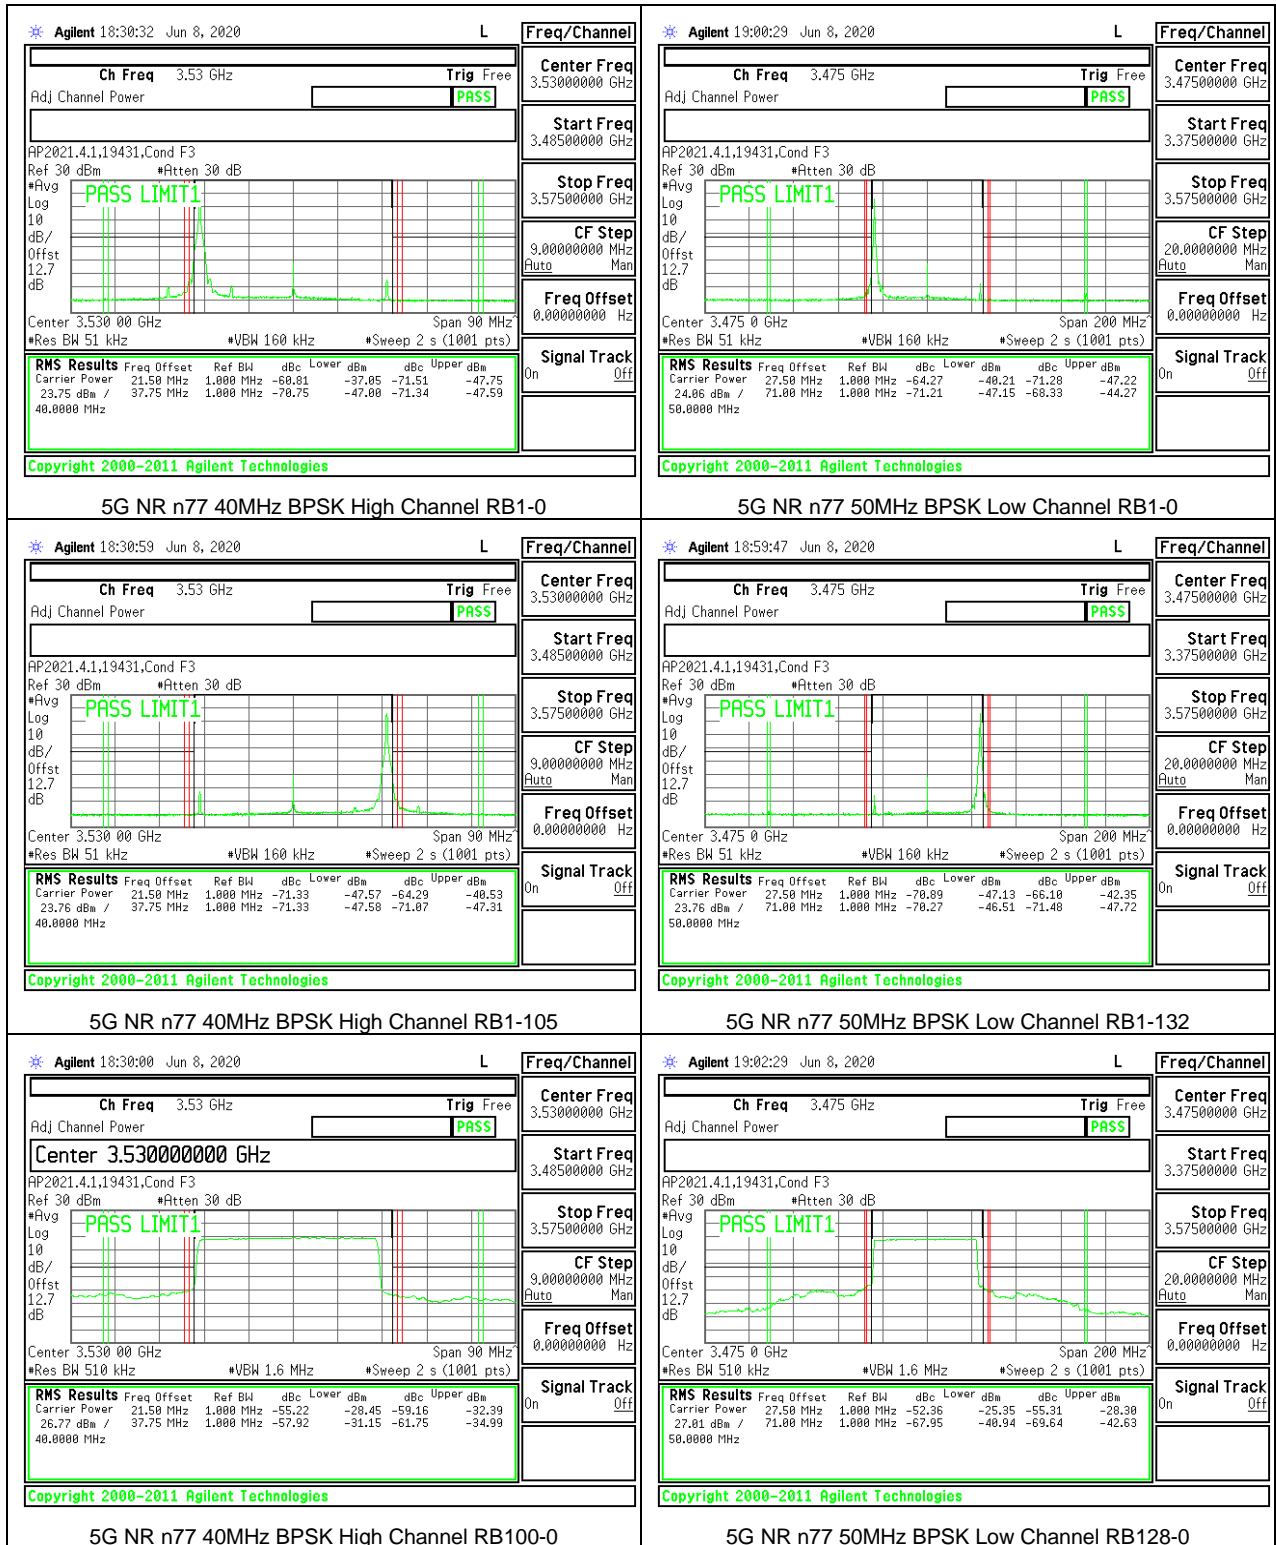 Agilent 18:30:32 Jun 8, 2020 L
Freq/Channel
Ch Freq 3.53 GHz Trig Free
Adj Channel Power PASS
AP2021.4.1,19431,Cond F3
Ref 30 dBm #Atten 30 dB
#Avg
Log
10
dB/
Offst
12.7
dB
PASS LIMIT1
Center 3.530 00 GHz Span 90 MHz^
#Res BW 51 kHz #VBW 160 kHz #Sweep 2 s (1001 pts)
RMS Results Freq Offset Ref BW dBc Lower dBm dBc Upper dBm
Carrier Power 21.50 MHz 1.000 MHz -60.81 -37.05 -71.51 -47.75
23.75 dBm / 37.75 MHz 1.000 MHz -70.75 -47.00 -71.34 -47.59
40.0000 MHz
Copyright 2000-2011 Agilent Technologies
Center Freq
3.53000000 GHz
Start Freq
3.48500000 GHz
Stop Freq
3.57500000 GHz
CF Step
9.00000000 MHz
Auto Man
Freq Offset
0.00000000 Hz
Signal Track
On Off
5G NR n77 40MHz BPSK High Channel RB1-0
Agilent 19:00:29 Jun 8, 2020 L
Freq/Channel
Ch Freq 3.475 GHz Trig Free
Adj Channel Power PASS
AP2021.4.1,19431,Cond F3
Ref 30 dBm #Atten 30 dB
#Avg
Log
10
dB/
Offst
12.7
dB
PASS LIMIT1
Center 3.475 0 GHz Span 200 MHz^
#Res BW 51 kHz #VBW 160 kHz #Sweep 2 s (1001 pts)
RMS Results Freq Offset Ref BW dBc Lower dBm dBc Upper dBm
Carrier Power 27.50 MHz 1.000 MHz -64.27 -40.21 -71.28 -47.22
24.06 dBm / 71.00 MHz 1.000 MHz -71.21 -47.15 -68.33 -44.27
50.0000 MHz
Copyright 2000-2011 Agilent Technologies
Center Freq
3.47500000 GHz
Start Freq
3.37500000 GHz
Stop Freq
3.57500000 GHz
CF Step
20.0000000 MHz
Auto Man
Freq Offset
0.00000000 Hz
Signal Track
On Off
5G NR n77 50MHz BPSK Low Channel RB1-0
Agilent 18:30:59 Jun 8, 2020 L
Freq/Channel
Ch Freq 3.53 GHz Trig Free
Adj Channel Power PASS
AP2021.4.1,19431,Cond F3
Ref 30 dBm #Atten 30 dB
#Avg
Log
10
dB/
Offst
12.7
dB
PASS LIMIT1
Center 3.530 00 GHz Span 90 MHz^
#Res BW 51 kHz #VBW 160 kHz #Sweep 2 s (1001 pts)
RMS Results Freq Offset Ref BW dBc Lower dBm dBc Upper dBm
Carrier Power 21.50 MHz 1.000 MHz -71.33 -47.57 -64.29 -40.53
23.76 dBm / 37.75 MHz 1.000 MHz -71.33 -47.58 -71.07 -47.31
40.0000 MHz
Copyright 2000-2011 Agilent Technologies
Center Freq
3.53000000 GHz
Start Freq
3.48500000 GHz
Stop Freq
3.57500000 GHz
CF Step
9.00000000 MHz
Auto Man
Freq Offset
0.00000000 Hz
Signal Track
On Off
5G NR n77 40MHz BPSK High Channel RB1-105
Agilent 18:59:47 Jun 8, 2020 L
Freq/Channel
Ch Freq 3.475 GHz Trig Free
Adj Channel Power PASS
AP2021.4.1,19431,Cond F3
Ref 30 dBm #Atten 30 dB
#Avg
Log
10
dB/
Offst
12.7
dB
PASS LIMIT1
Center 3.475 0 GHz Span 200 MHz^
#Res BW 51 kHz #VBW 160 kHz #Sweep 2 s (1001 pts)
RMS Results Freq Offset Ref BW dBc Lower dBm dBc Upper dBm
Carrier Power 27.50 MHz 1.000 MHz -70.89 -47.13 -66.10 -42.35
23.76 dBm / 71.00 MHz 1.000 MHz -70.27 -46.51 -71.48 -47.72
50.0000 MHz
Copyright 2000-2011 Agilent Technologies
Center Freq
3.47500000 GHz
Start Freq
3.37500000 GHz
Stop Freq
3.57500000 GHz
CF Step
20.0000000 MHz
Auto Man
Freq Offset
0.00000000 Hz
Signal Track
On Off
5G NR n77 50MHz BPSK Low Channel RB1-132
Agilent 18:30:00 Jun 8, 2020 L
Freq/Channel
Ch Freq 3.53 GHz Trig Free
Adj Channel Power PASS
Center 3.530000000 GHz
AP2021.4.1,19431,Cond F3
Ref 30 dBm #Atten 30 dB
#Avg
Log
10
dB/
Offst
12.7
dB
PASS LIMIT1
Center 3.530 00 GHz Span 90 MHz^
#Res BW 510 kHz #VBW 1.6 MHz #Sweep 2 s (1001 pts)
RMS Results Freq Offset Ref BW dBc Lower dBm dBc Upper dBm
Carrier Power 21.50 MHz 1.000 MHz -55.22 -28.45 -59.16 -32.39
26.77 dBm / 37.75 MHz 1.000 MHz -57.92 -31.15 -61.75 -34.99
40.0000 MHz
Copyright 2000-2011 Agilent Technologies
Center Freq
3.53000000 GHz
Start Freq
3.48500000 GHz
Stop Freq
3.57500000 GHz
CF Step
9.00000000 MHz
Auto Man
Freq Offset
0.00000000 Hz
Signal Track
On Off
5G NR n77 40MHz BPSK High Channel RB100-0
Agilent 19:02:29 Jun 8, 2020 L
Freq/Channel
Ch Freq 3.475 GHz Trig Free
Adj Channel Power PASS
AP2021.4.1,19431,Cond F3
Ref 30 dBm #Atten 30 dB
#Avg
Log
10
dB/
Offst
12.7
dB
PASS LIMIT1
Center 3.475 0 GHz Span 200 MHz^
#Res BW 510 kHz #VBW 1.6 MHz #Sweep 2 s (1001 pts)
RMS Results Freq Offset Ref BW dBc Lower dBm dBc Upper dBm
Carrier Power 27.50 MHz 1.000 MHz -52.36 -25.35 -55.31 -28.30
27.01 dBm / 71.00 MHz 1.000 MHz -67.95 -40.94 -69.64 -42.63
50.0000 MHz
Copyright 2000-2011 Agilent Technologies
Center Freq
3.47500000 GHz
Start Freq
3.37500000 GHz
Stop Freq
3.57500000 GHz
CF Step
20.0000000 MHz
Auto Man
Freq Offset
0.00000000 Hz
Signal Track
On Off
5G NR n77 50MHz BPSK Low Channel RB128-0